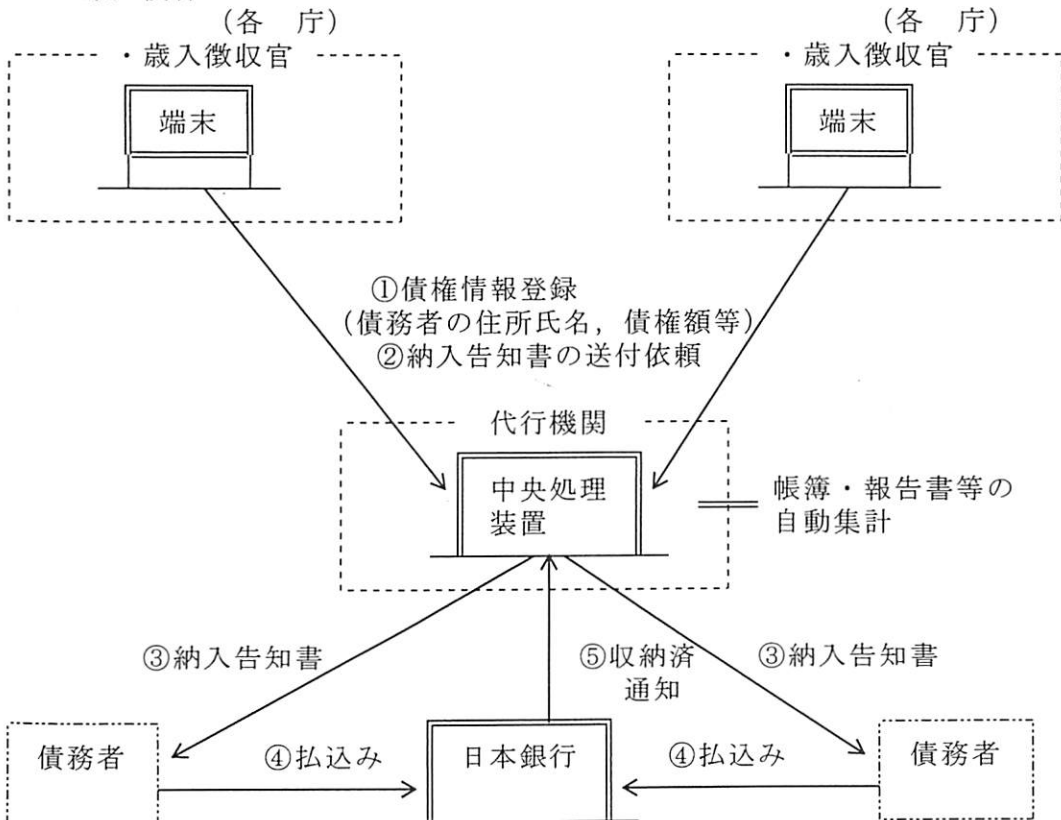 (各　庁)
・歳入徴収官
端末
(各　庁)
・歳入徴収官
端末
①債権情報登録
(債務者の住所氏名，債権額等)
②納入告知書の送付依頼
代行機関
中央処理
装置
帳簿・報告書等の
自動集計
③納入告知書
⑤収納済
通知
③納入告知書
債務者
④払込み
日本銀行
④払込み
債務者